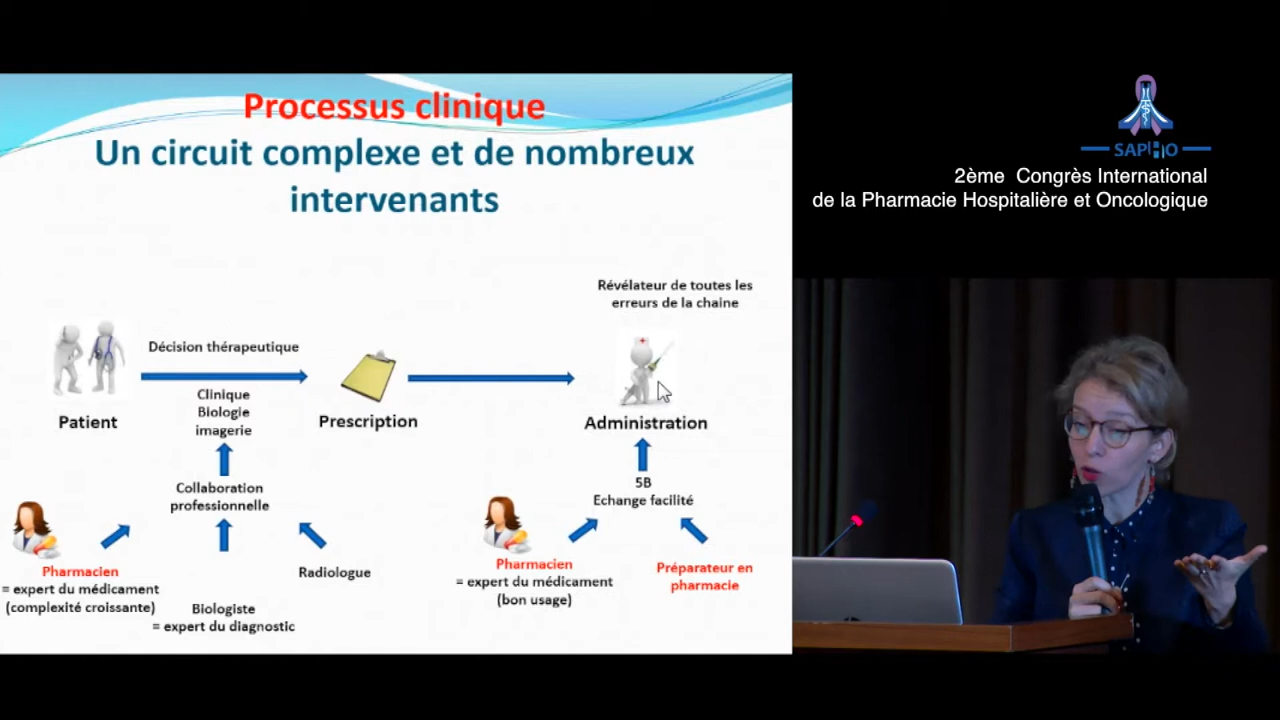 Processus clinique
Un circuit complexe et de nombreux
intervenants
Révélateur de toutes les
erreurs de la chaine
Décision thérapeutique
Clinique
Biologie
imagerie
Patient
Prescription
Administration
Collaboration
professionnelle
5B
Echange facilité
Pharmacien
= expert du médicament
(complexité croissante)
Biologiste
= expert du diagnostic
Radiologue
Pharmacien
= expert du médicament
(bon usage)
Préparateur en
pharmacie
SAPHO
2ème Congrès International
de la Pharmacie Hospitalière et Oncologique